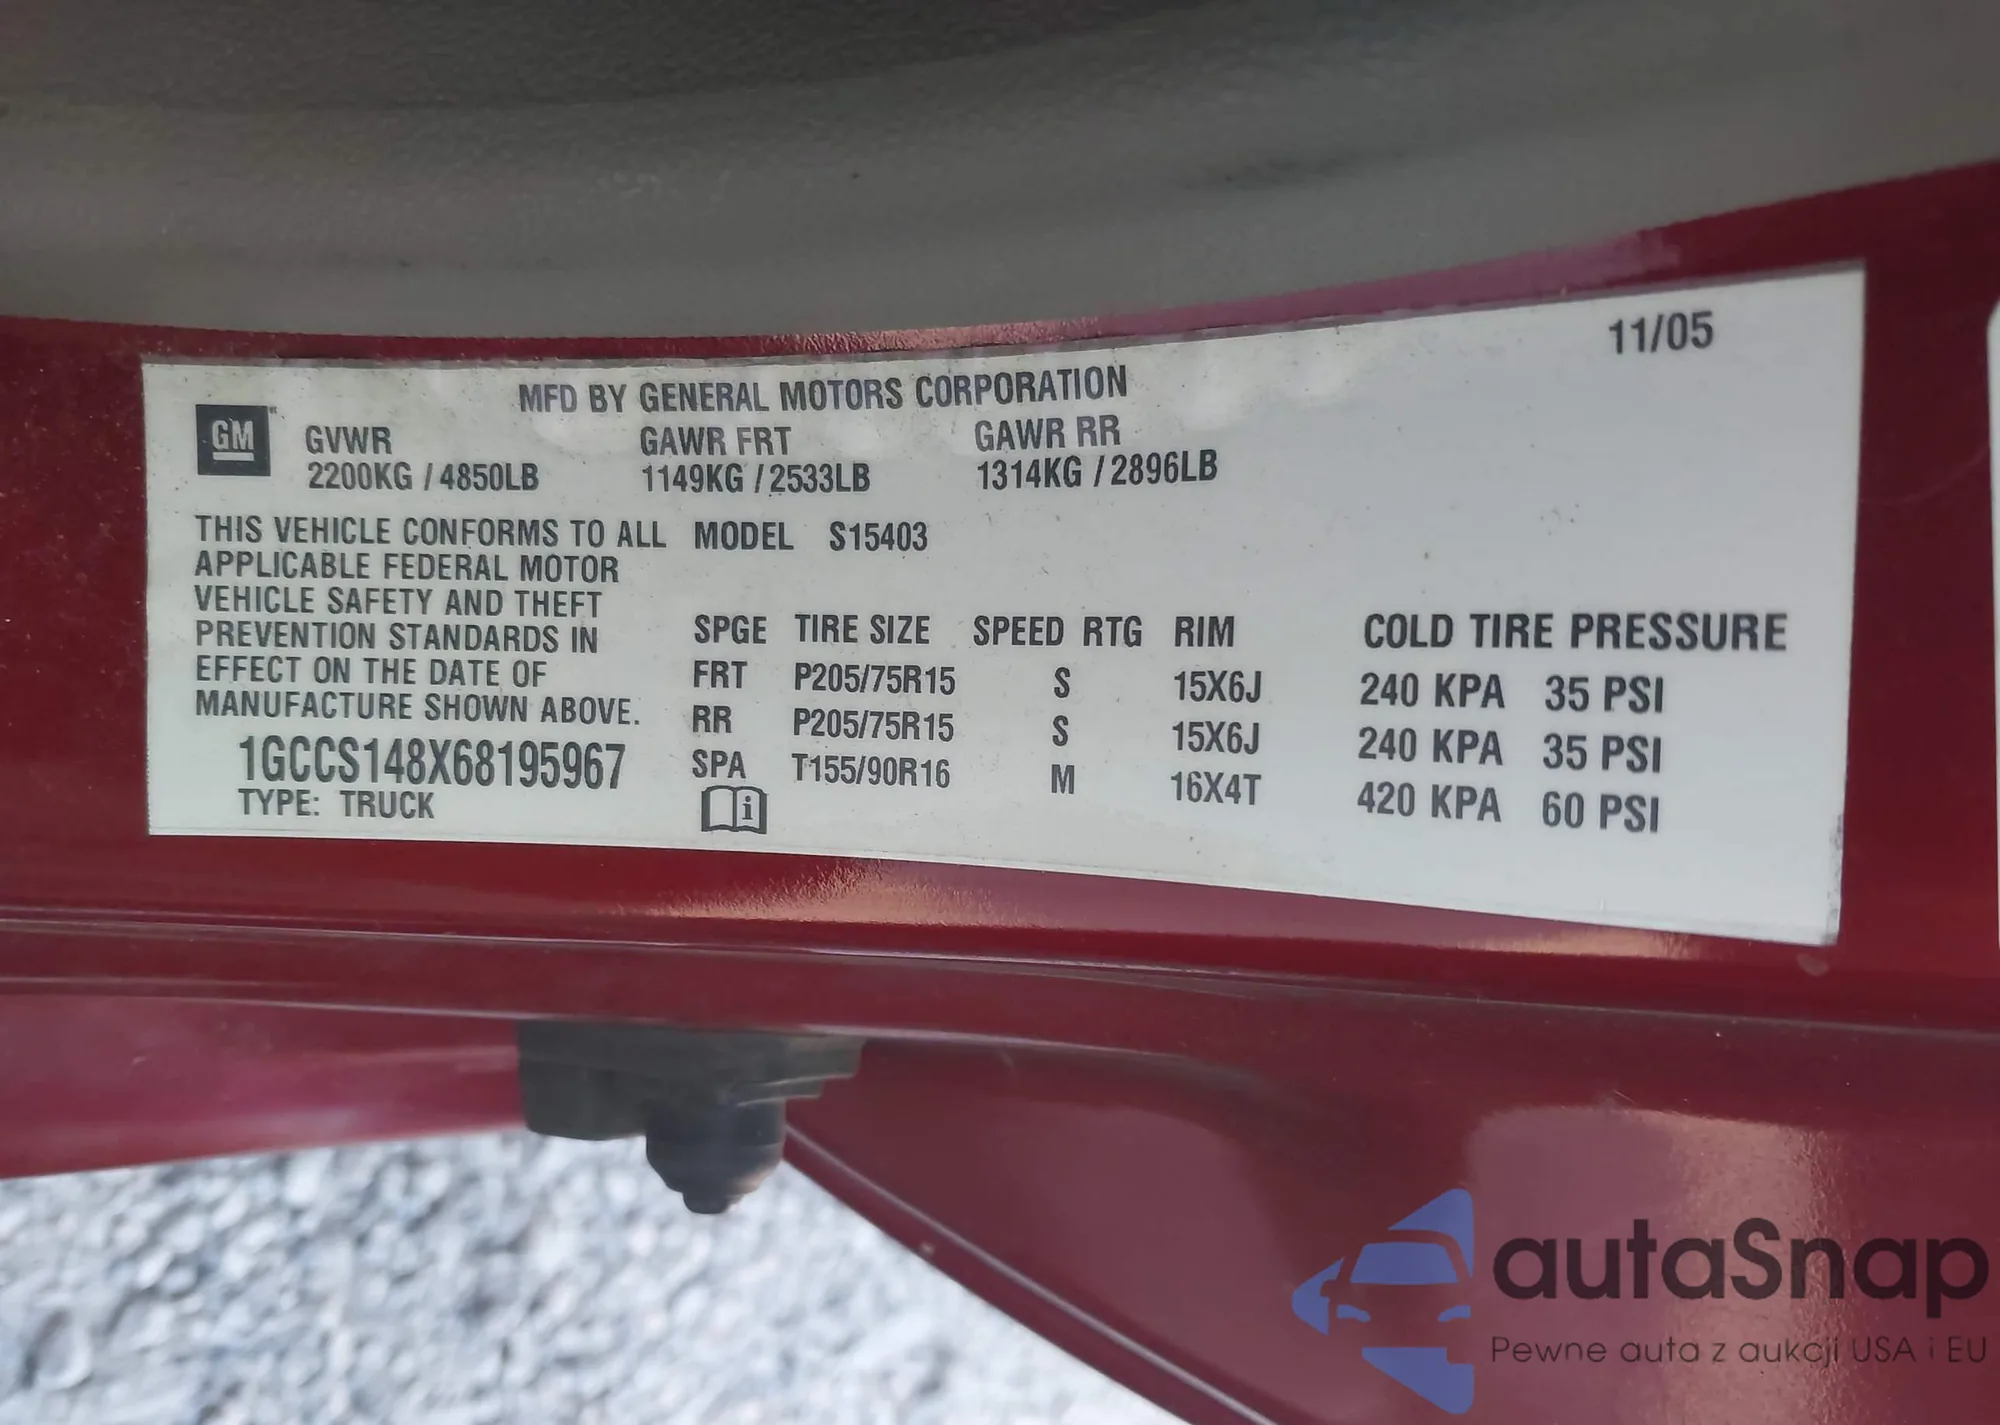 11/05
MFD BY GENERAL MOTORS CORPORATION
GM
GVWR GAWR FRT GAWR RR
2200KG / 4850LB 1149KG / 2533LB 1314KG / 2896LB
THIS VEHICLE CONFORMS TO ALL
APPLICABLE FEDERAL MOTOR
VEHICLE SAFETY AND THEFT
PREVENTION STANDARDS IN
EFFECT ON THE DATE OF
MANUFACTURE SHOWN ABOVE.
1GCCS148X68195967
TYPE: TRUCK
MODEL S15403
SPGE TIRE SIZE SPEED RTG RIM COLD TIRE PRESSURE
FRT P205/75R15 S 15X6J 240 KPA 35 PSI
RR P205/75R15 S 15X6J 240 KPA 35 PSI
SPA T155/90R16 M 16X4T 420 KPA 60 PSI
i
autaSnap
Pewne auta z aukcji USA i EU